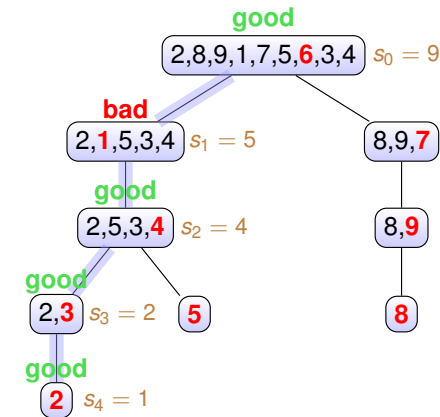 good
2,8,9,1,7,5,6,3,4 s₀ = 9
bad
2,1,5,3,4 s₁ = 5
8,9,7
good
2,5,3,4 s₂ = 4
8,9
good
2,3 s₃ = 2
5
8
good
2 s₄ = 1